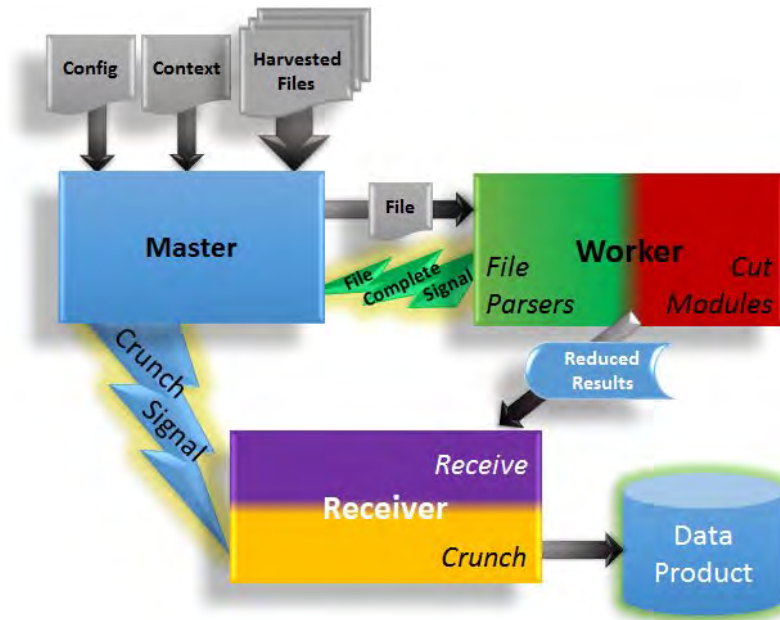 Config
Context
Harvested
Files
Master
File
Worker
File
Parsers
Cut
Modules
File
Complete
Signal
Crunch
Signal
Reduced
Results
Receive
Receiver
Crunch
Data
Product